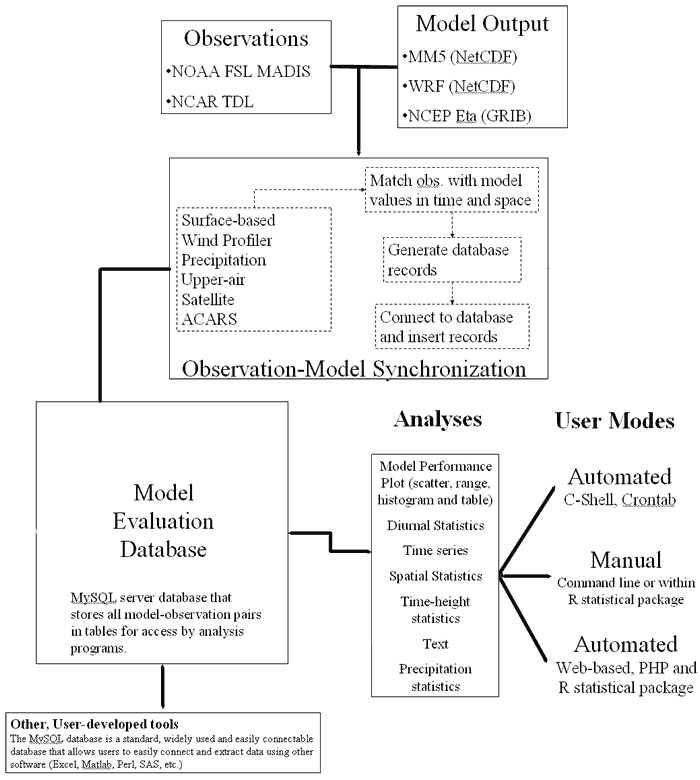 Observations
•NOAA FSL MADIS
•NCAR TDL
Model Output
•MM5 (NetCDF)
•WRF (NetCDF)
•NCEP Eta (GRIB)
Surface-based
Wind Profiler
Precipitation
Upper-air
Satellite
ACARS
Match obs. with model
values in time and space
Generate database
records
Connect to database
and insert records
Observation-Model Synchronization
Model
Evaluation
Database
MySQL server database that
stores all model-observation pairs
in tables for access by analysis
programs.
Analyses
Model Performance
Plot (scatter, range,
histogram and table)
Diurnal Statistics
Time series
Spatial Statistics
Time-height
statistics
Text
Precipitation
statistics
User Modes
Automated
C-Shell, Crontab
Manual
Command line or within
R statistical package
Automated
Web-based, PHP and
R statistical package
Other, User-developed tools
The MySQL database is a standard, widely used and easily connectable
database that allows users to easily connect and extract data using other
software (Excel, Matlab, Perl, SAS, etc.)